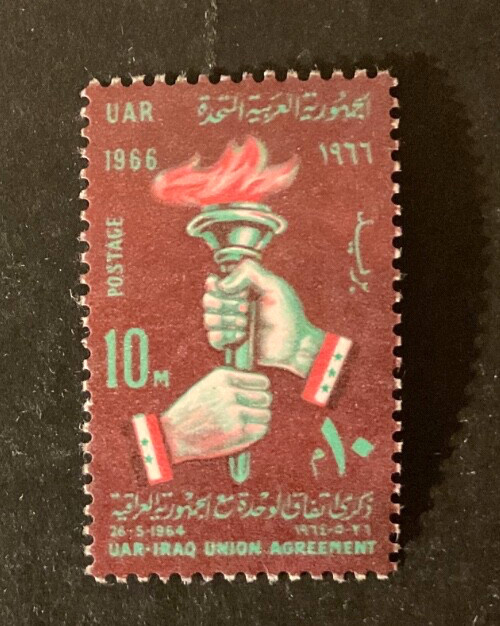 UAR الجمهورية العربية المتحدة
1966 ١٩٦٦
POSTAGE
بريد
10 M
١٠ م
ذكرى اتفاق الوحدة مع الجمهورية العراقية
26-5-1964 ٢٦-٥-١٩٦٤
UAR-IRAQ UNION AGREEMENT